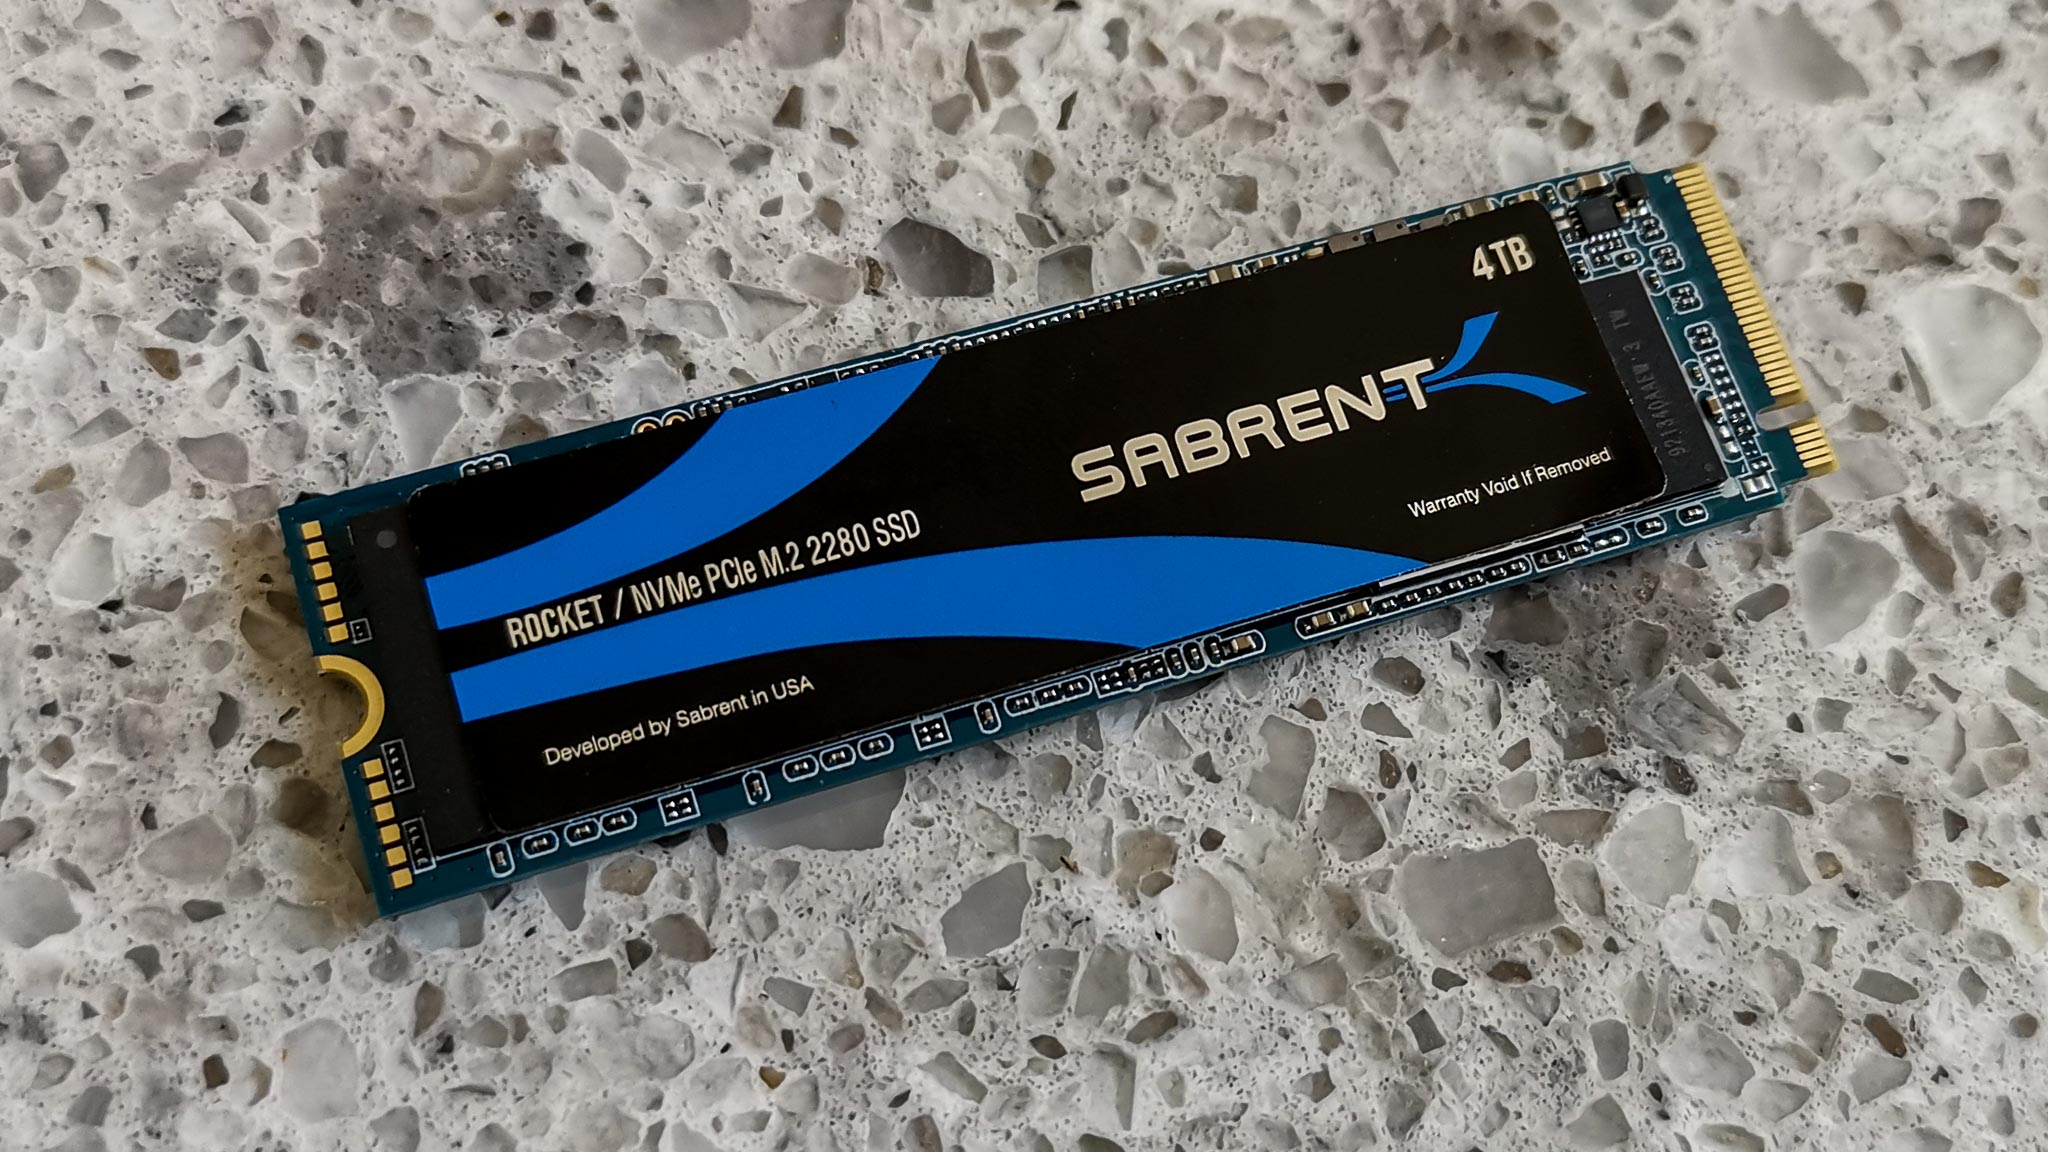 4TB
SABRENT
Warranty Void If Removed
ROCKET / NVMe PCIe M.2 2280 SSD
Developed by Sabrent in USA